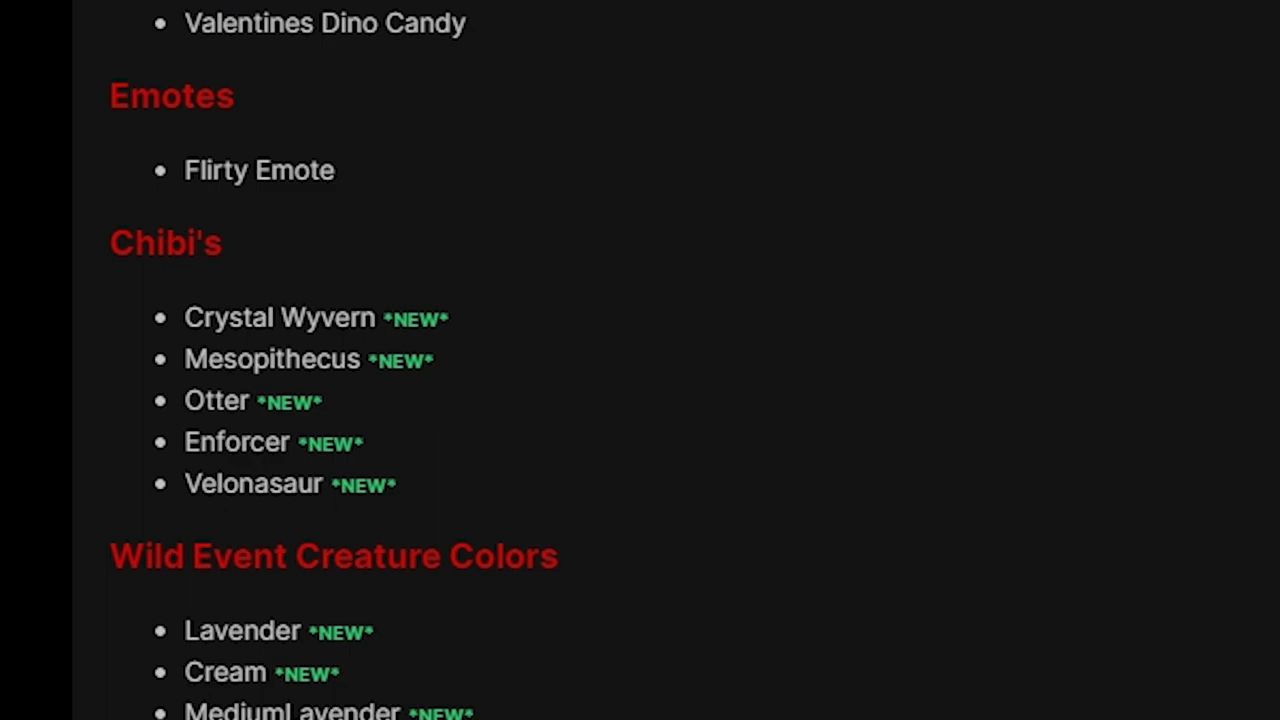 Valentines Dino Candy
Emotes
Flirty Emote
Chibi's
Crystal Wyvern *NEW*
Mesopithecus *NEW*
Otter *NEW*
Enforcer *NEW*
Velonasaur *NEW*
Wild Event Creature Colors
Lavender *NEW*
Cream *NEW*
MediumLavender *NEW*